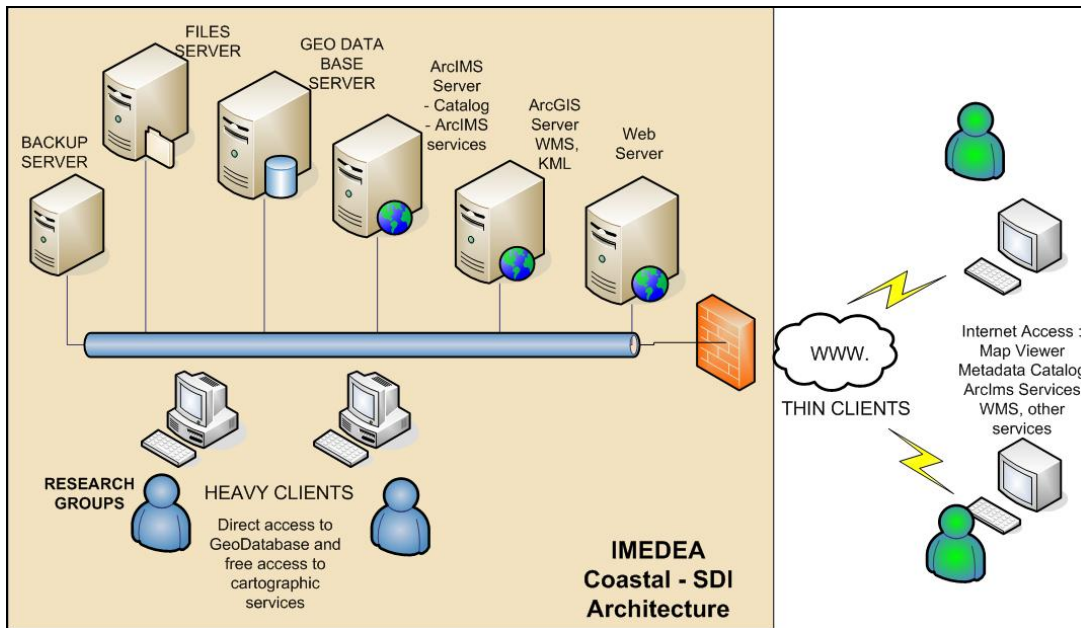 FILES
SERVER
GEO DATA
BASE
SERVER
ArcIMS
Server
- Catalog
- ArcIMS
services
ArcGIS
Server
WMS,
KML
Web
Server
BACKUP
SERVER
WWW.
THIN CLIENTS
Internet Access :
Map Viewer
Metadata Catalog
ArcIms Services
WMS, other
services
RESEARCH
GROUPS
HEAVY CLIENTS
Direct access to
GeoDatabase and
free access to
cartographic
services
IMEDEA
Coastal - SDI
Architecture